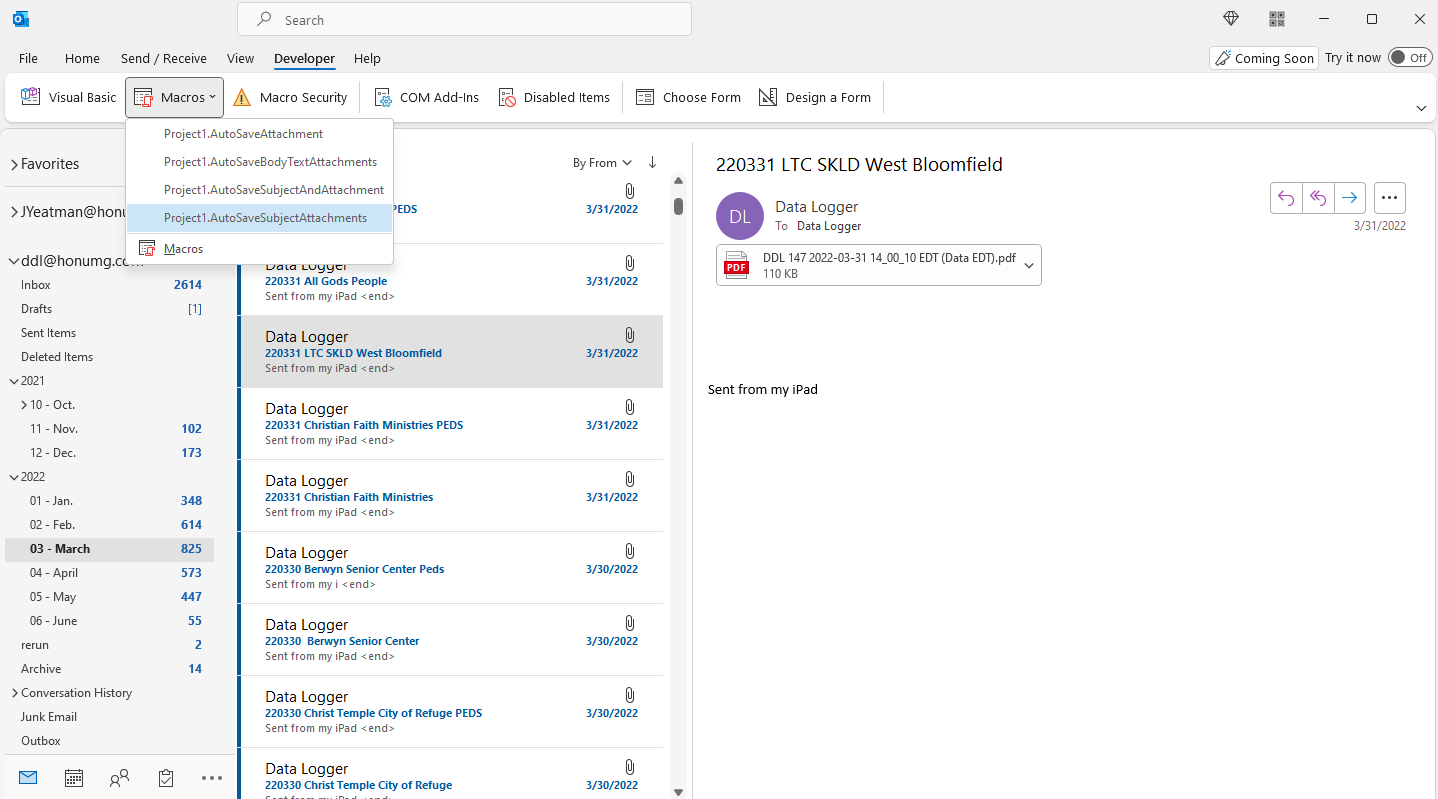 Search
File Home Send / Receive View Developer Help
Coming Soon Try it now Off
Visual Basic Macros Macro Security COM Add-Ins Disabled Items Choose Form Design a Form
Project1.AutoSaveAttachment
Project1.AutoSaveBodyTextAttachments
Project1.AutoSaveSubjectAndAttachment
Project1.AutoSaveSubjectAttachments
Macros
Favorites
JYeatman@honu
ddl@honumg.co
Inbox 2614
Drafts [1]
Sent Items
Deleted Items
2021
10 - Oct.
11 - Nov. 102
12 - Dec. 173
2022
01 - Jan. 348
02 - Feb. 614
03 - March 825
04 - April 573
05 - May 447
06 - June 55
rerun 2
Archive 14
Conversation History
Junk Email
Outbox
By From
PEDS 3/31/2022
Data Logger
220331 All Gods People 3/31/2022
Sent from my iPad <end>
Data Logger
220331 LTC SKLD West Bloomfield 3/31/2022
Sent from my iPad <end>
Data Logger
220331 Christian Faith Ministries PEDS 3/31/2022
Sent from my iPad <end>
Data Logger
220331 Christian Faith Ministries 3/31/2022
Sent from my iPad <end>
Data Logger
220330 Berwyn Senior Center Peds 3/30/2022
Sent from my i <end>
Data Logger
220330  Berwyn Senior Center 3/30/2022
Sent from my iPad <end>
Data Logger
220330 Christ Temple City of Refuge PEDS 3/30/2022
Sent from my iPad <end>
Data Logger
220330 Christ Temple City of Refuge 3/30/2022
Sent from my iPad <end>
220331 LTC SKLD West Bloomfield
DL
Data Logger
To Data Logger
3/31/2022
PDF
DDL 147 2022-03-31 14_00_10 EDT (Data EDT).pdf
110 KB
Sent from my iPad